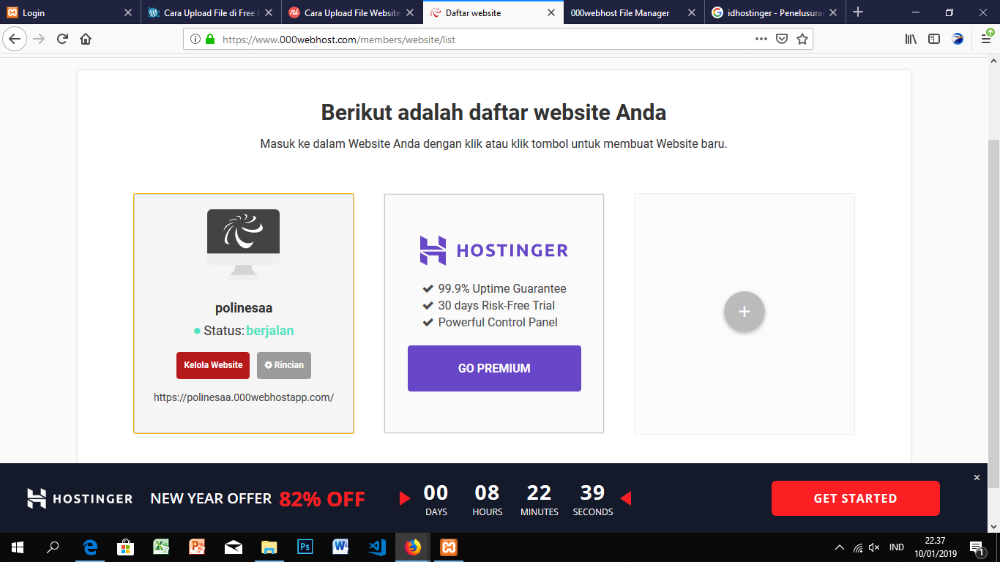 Login
Cara Upload File di Free
Cara Upload File Website
Daftar website
000webhost File Manager
idhostinger - Penelusuran
https://www.000webhost.com/members/website/list
Berikut adalah daftar website Anda
Masuk ke dalam Website Anda dengan klik atau klik tombol untuk membuat Website baru.
polinesaa
Status: berjalan
Kelola Website
Rincian
https://polinesaa.000webhostapp.com/
HOSTINGER
99.9% Uptime Guarantee
30 days Risk-Free Trial
Powerful Control Panel
GO PREMIUM
+
HOSTINGER
NEW YEAR OFFER 82% OFF
00 08 22 39
DAYS HOURS MINUTES SECONDS
GET STARTED
IND
22.37
10/01/2019
1